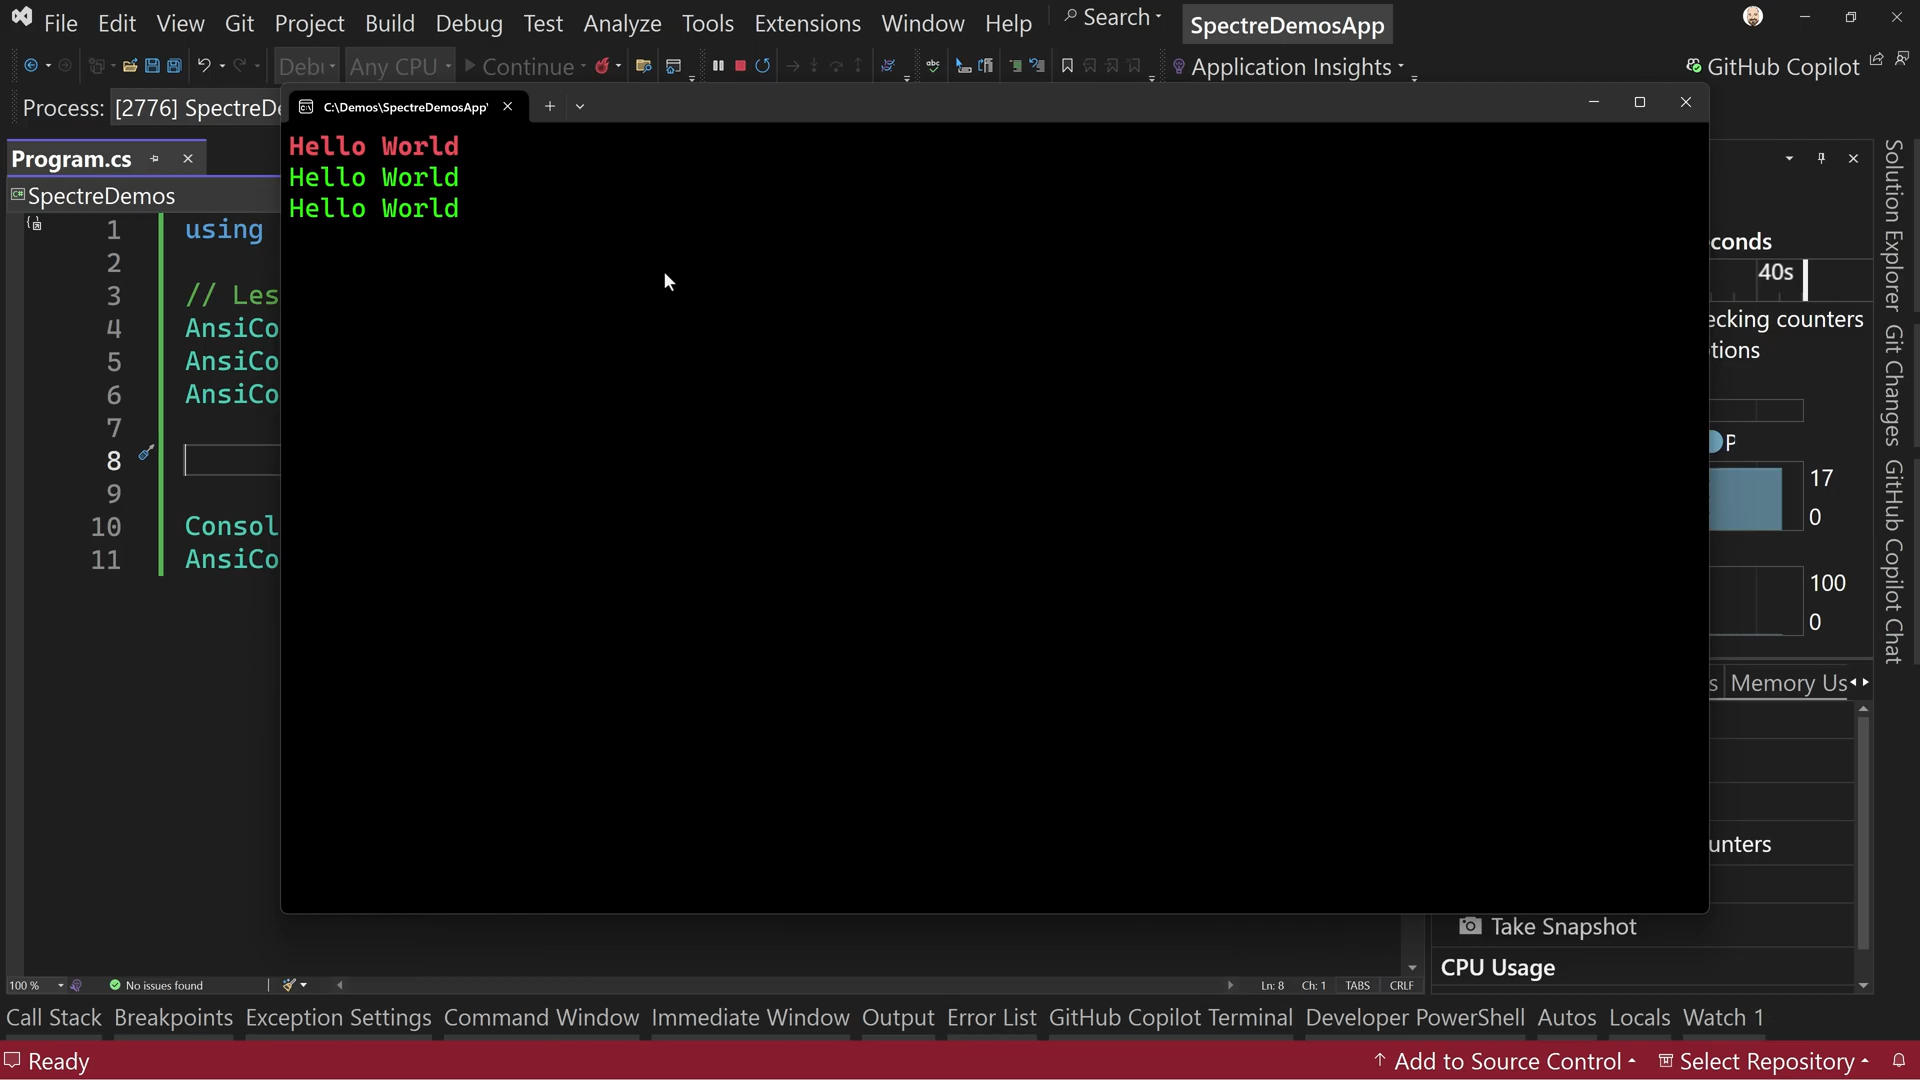 File Edit View Git Project Build Debug Test Analyze Tools Extensions Window Help Search SpectreDemosApp
Any CPU Continue Application Insights GitHub Copilot
Process: [2776] SpectreDe
C:\Demos\SpectreDemosApp\
Program.cs
SpectreDemos
Hello World
Hello World
Hello World
1 using
2
3 // Les
4 AnsiCo
5 AnsiCo
6 AnsiCo
7
8
9
10 Consol
11 AnsiCo
conds
40s
ecking counters
tions
P
17
0
100
0
s Memory Us
unters
Take Snapshot
CPU Usage
Solution Explorer
Git Changes
GitHub Copilot Chat
100 % No issues found Ln: 8 Ch: 1 TABS CRLF
Call Stack Breakpoints Exception Settings Command Window Immediate Window Output Error List GitHub Copilot Terminal Developer PowerShell Autos Locals Watch 1
Ready Add to Source Control Select Repository